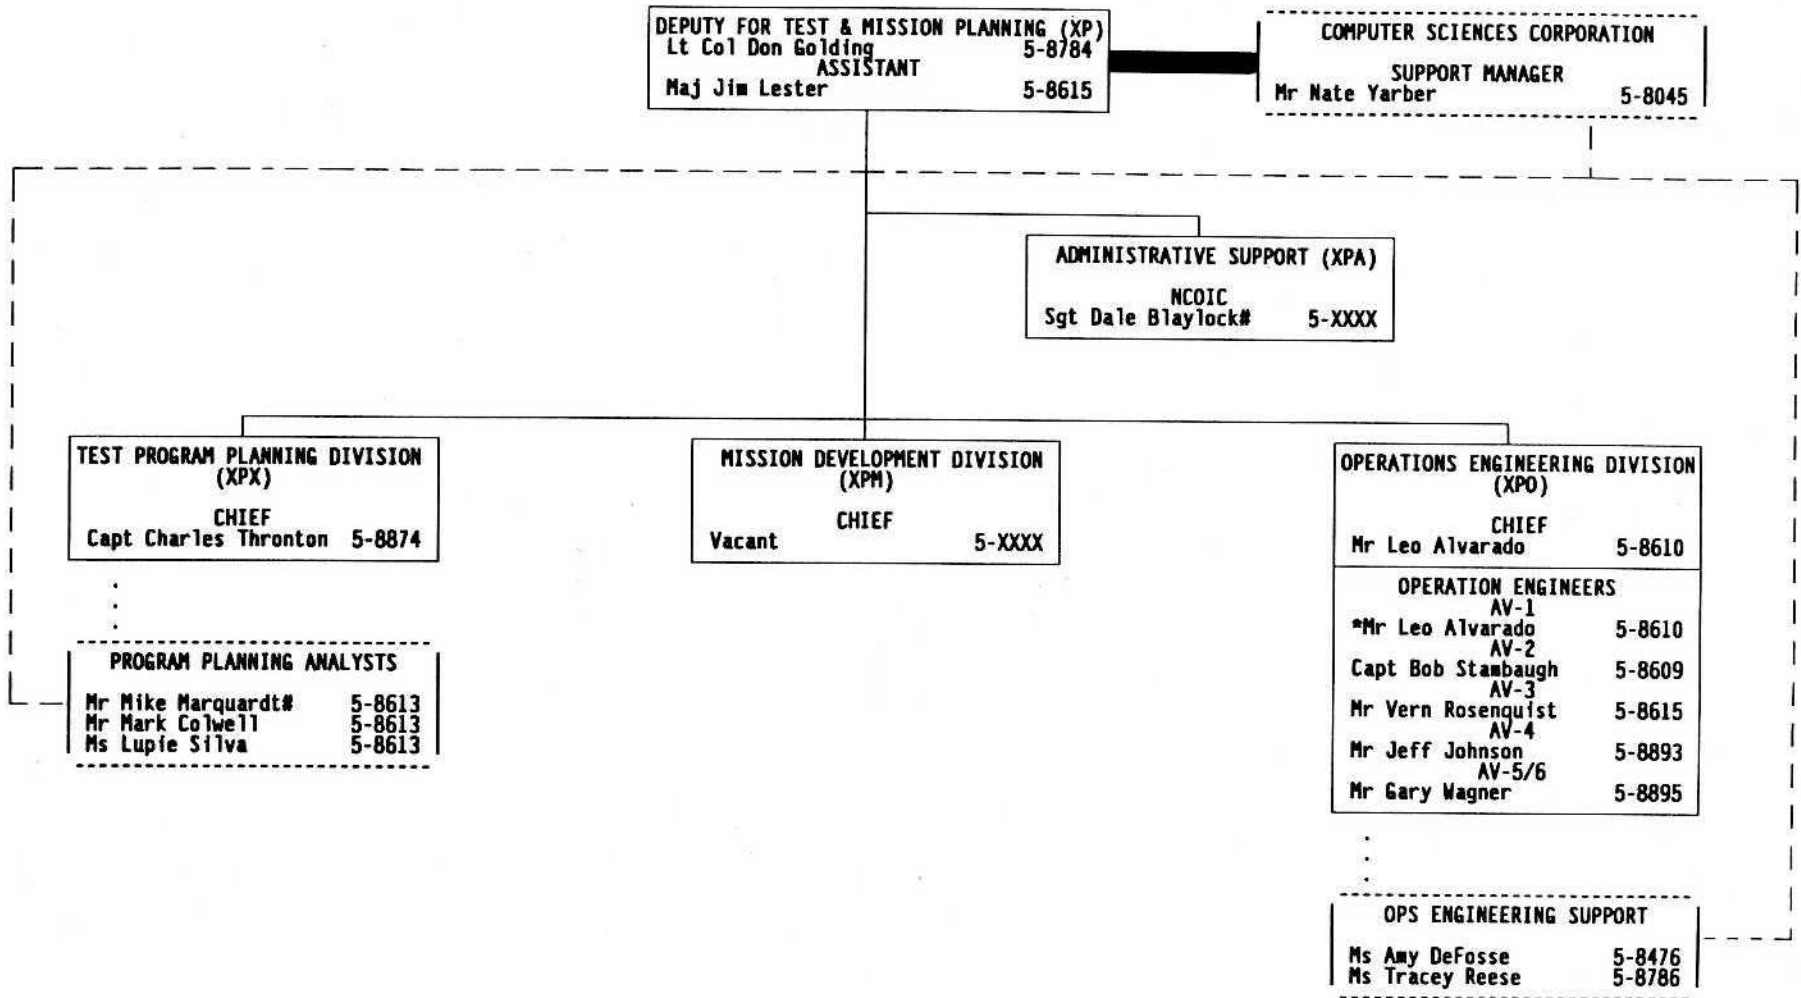 DEPUTY FOR TEST & MISSION PLANNING (XP)
Lt Col Don Golding 5-8784
ASSISTANT
Maj Jim Lester 5-8615
COMPUTER SCIENCES CORPORATION
SUPPORT MANAGER
Mr Nate Yarber 5-8045
ADMINISTRATIVE SUPPORT (XPA)
NCOIC
Sgt Dale Blaylock# 5-XXXX
TEST PROGRAM PLANNING DIVISION
(XPX)
CHIEF
Capt Charles Thronton 5-8874
MISSION DEVELOPMENT DIVISION
(XPM)
CHIEF
Vacant 5-XXXX
OPERATIONS ENGINEERING DIVISION
(XPO)
CHIEF
Mr Leo Alvarado 5-8610
OPERATION ENGINEERS
AV-1
*Mr Leo Alvarado 5-8610
AV-2
Capt Bob Stambaugh 5-8609
AV-3
Mr Vern Rosenquist 5-8615
AV-4
Mr Jeff Johnson 5-8893
AV-5/6
Mr Gary Wagner 5-8895
PROGRAM PLANNING ANALYSTS
Mr Mike Marquardt# 5-8613
Mr Mark Colwell 5-8613
Ms Lupie Silva 5-8613
OPS ENGINEERING SUPPORT
Ms Amy DeFosse 5-8476
Ms Tracey Reese 5-8786